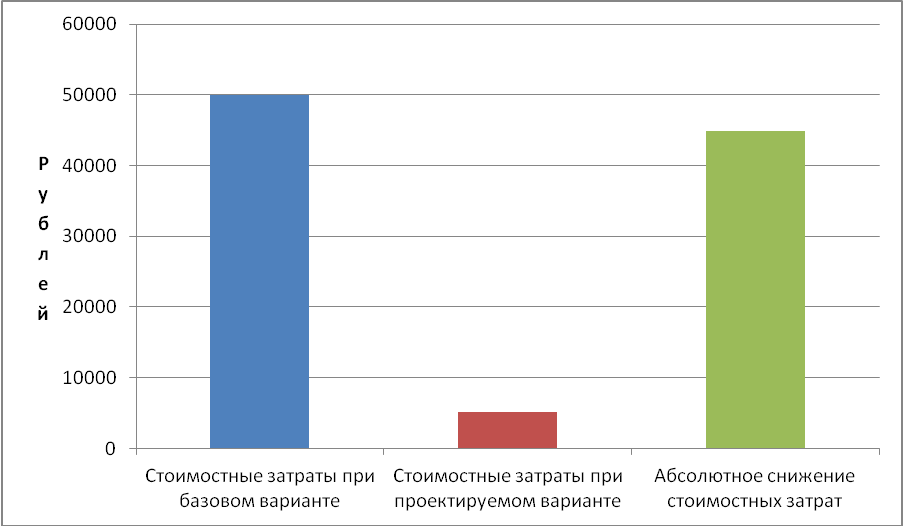 60000
50000
40000
30000
20000
10000
0
Рублей
Стоимостные затраты при
базовом варианте
Стоимостные затраты при
проектируемом варианте
Абсолютное снижение
стоимостных затрат